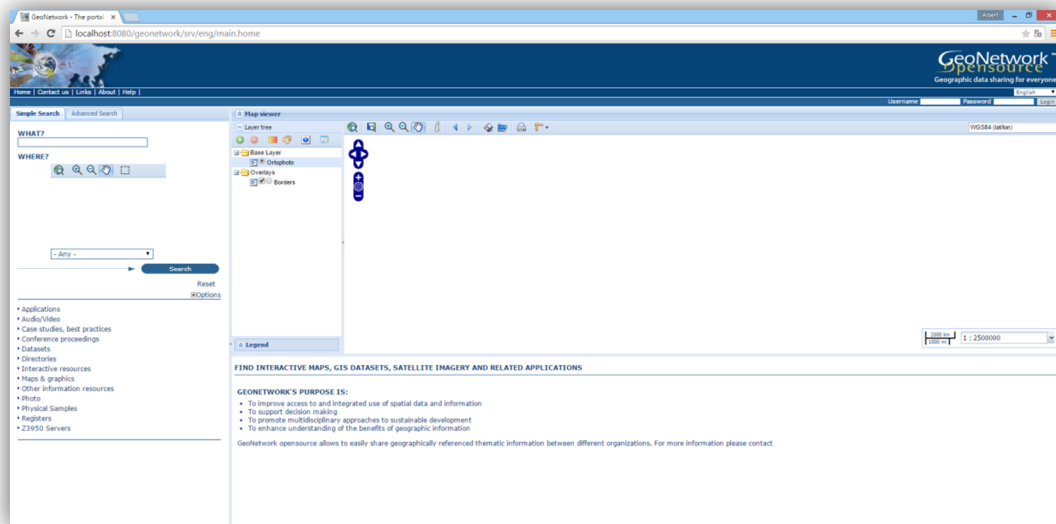 GeoNetwork - The portal
Albert
localhost:8080/geonetwork/srv/eng/main.home
GeoNetwork
Opensource
Geographic data sharing for everyone
Home | Contact us | Links | About | Help |
English
Username Password Login
Simple Search Advanced Search
WHAT?
WHERE?
- Any -
Search
Reset
Options
Applications
Audio/Video
Case studies, best practices
Conference proceedings
Datasets
Directories
Interactive resources
Maps & graphics
Other information resources
Photo
Physical Samples
Registers
Z3950 Servers
Map viewer
Layer tree
WGS84 (lat/lon)
Base Layer
Ortophoto
Overlays
Borders
Legend
2000 km
1000 mi
1 : 2500000
FIND INTERACTIVE MAPS, GIS DATASETS, SATELLITE IMAGERY AND RELATED APPLICATIONS
GEONETWORK'S PURPOSE IS:
To improve access to and integrated use of spatial data and information
To support decision making
To promote multidisciplinary approaches to sustainable development
To enhance understanding of the benefits of geographic information
GeoNetwork opensource allows to easily share geographically referenced thematic information between different organizations. For more information please contact